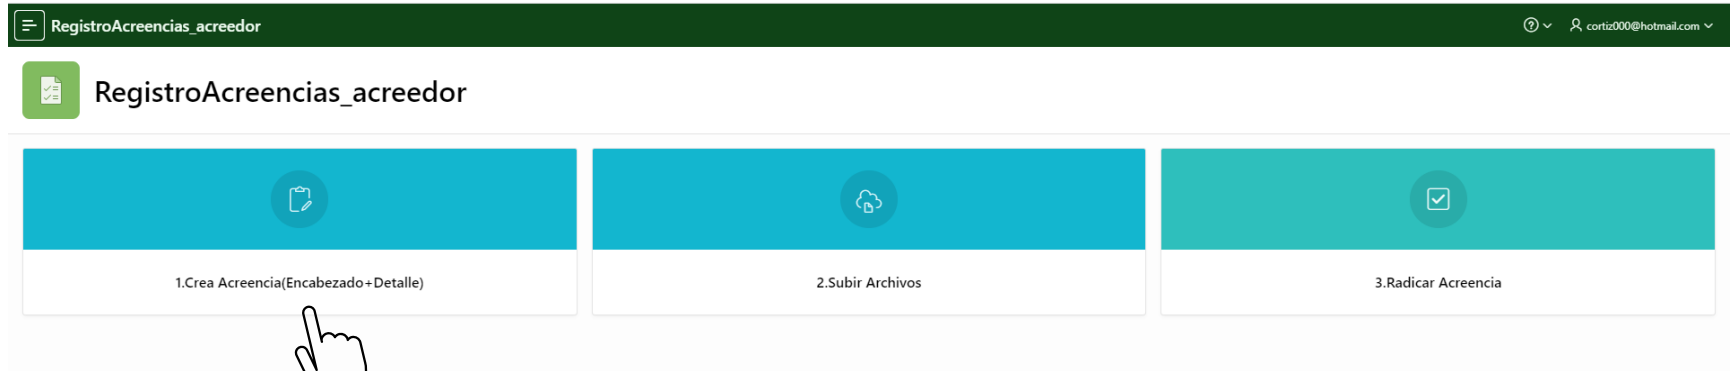 RegistroAcreencias_acreedor
cortiz000@hotmail.com
RegistroAcreencias_acreedor
1.Crea Acreencia(Encabezado+Detalle)
2.Subir Archivos
3.Radicar Acreencia